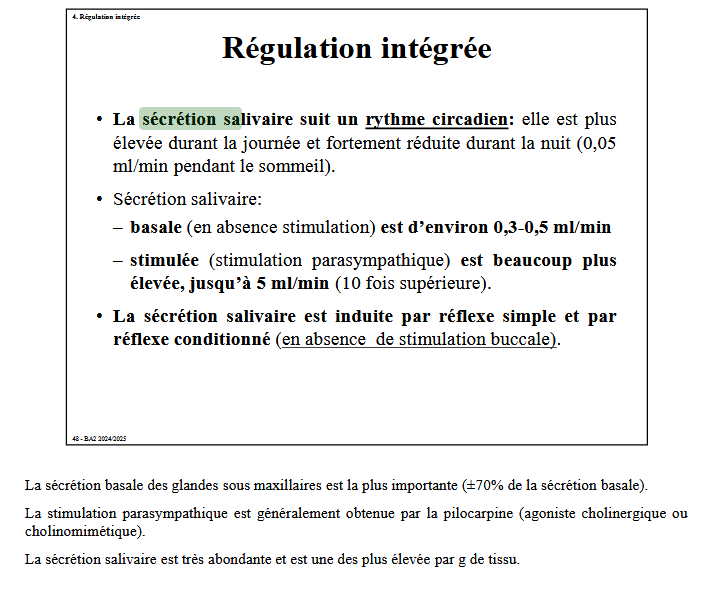 4. Régulation intégrée
Régulation intégrée
• La sécrétion salivaire suit un rythme circadien: elle est plus
élevée durant la journée et fortement réduite durant la nuit (0,05
ml/min pendant le sommeil).
• Sécrétion salivaire:
– basale (en absence stimulation) est d’environ 0,3-0,5 ml/min
– stimulée (stimulation parasympathique) est beaucoup plus
élevée, jusqu’à 5 ml/min (10 fois supérieure).
• La sécrétion salivaire est induite par réflexe simple et par
réflexe conditionné (en absence de stimulation buccale).
48 - BA2 2024/2025
La sécrétion basale des glandes sous maxillaires est la plus importante (±70% de la sécrétion basale).
La stimulation parasympathique est généralement obtenue par la pilocarpine (agoniste cholinergique ou
cholinomimétique).
La sécrétion salivaire est très abondante et est une des plus élevée par g de tissu.